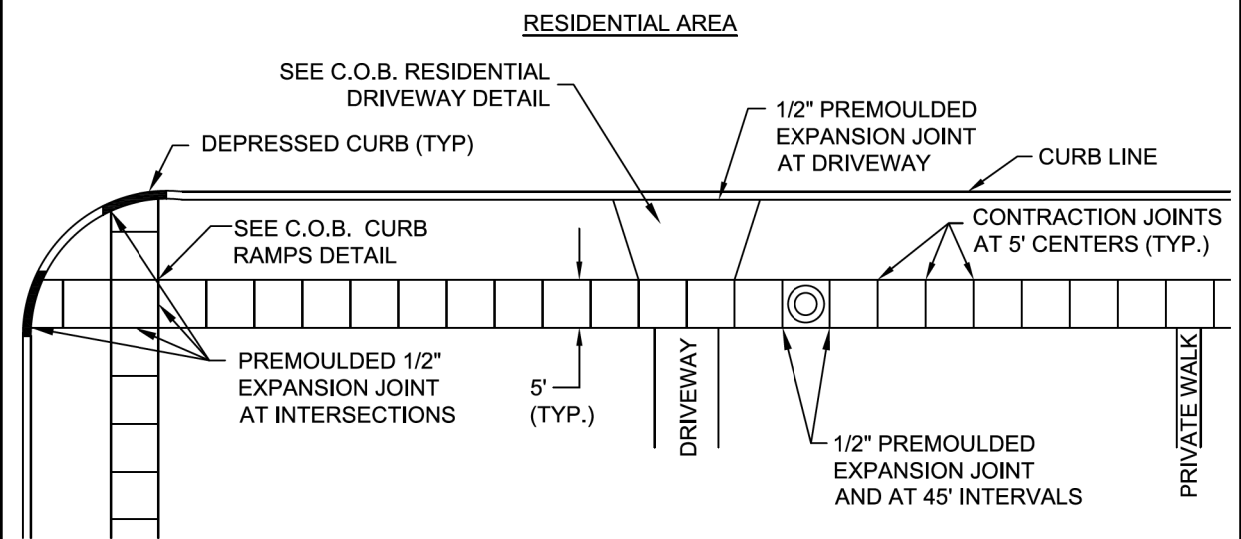 RESIDENTIAL AREA
SEE C.O.B. RESIDENTIAL
DRIVEWAY DETAIL
1/2" PREMOULDED
EXPANSION JOINT
AT DRIVEWAY
DEPRESSED CURB (TYP)
CURB LINE
SEE C.O.B. CURB
RAMPS DETAIL
CONTRACTION JOINTS
AT 5' CENTERS (TYP.)
PREMOULDED 1/2"
EXPANSION JOINT
AT INTERSECTIONS
5'
(TYP.)
DRIVEWAY
1/2" PREMOULDED
EXPANSION JOINT
AND AT 45' INTERVALS
PRIVATE WALK